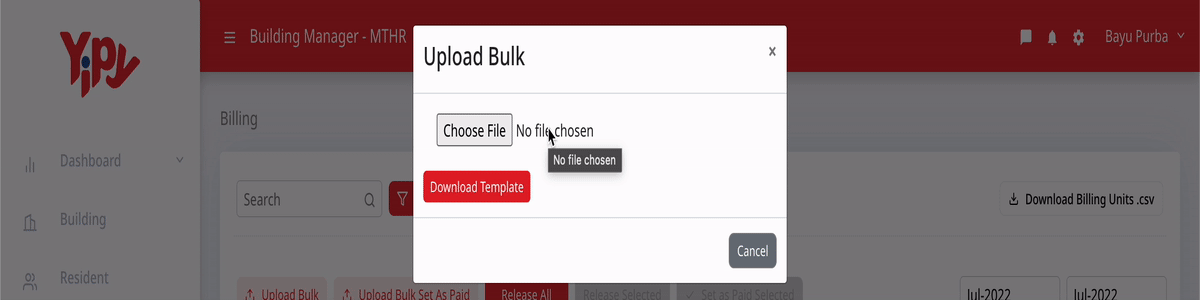 Yipy
Building Manager - MTHR
Bayu Purba
Upload Bulk
x
Billing
Choose File No file chosen
No file chosen
Dashboard
Download Template
Search
Download Billing Units .csv
Building
Cancel
Resident
Upload Bulk
Upload Bulk Set As Paid
Release All
Release Selected
Set as Paid Selected
Jul-2022
Jul-2022